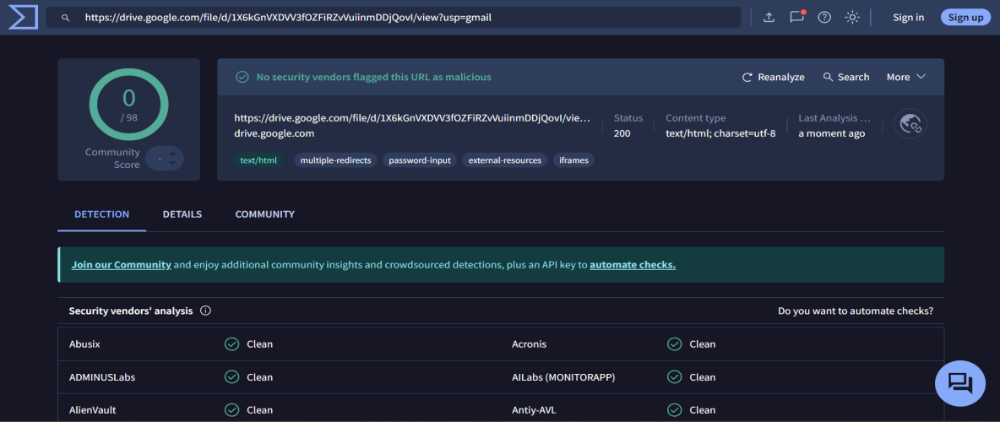 https://drive.google.com/file/d/1X6kGnVXDVV3fOZFiRZvVuiinmDDjQovI/view?usp=gmail
Sign in
Sign up
0
/ 98
Community
Score
-
No security vendors flagged this URL as malicious
Reanalyze
Search
More
https://drive.google.com/file/d/1X6kGnVXDVV3fOZFiRZvVuiinmDDjQovI/vie...
drive.google.com
Status
200
Content type
text/html; charset=utf-8
Last Analysis ...
a moment ago
text/html
multiple-redirects
password-input
external-resources
iframes
DETECTION
DETAILS
COMMUNITY
Join our Community and enjoy additional community insights and crowdsourced detections, plus an API key to automate checks.
Security vendors' analysis
Do you want to automate checks?
Abusix
Clean
Acronis
Clean
ADMINUSLabs
Clean
AILabs (MONITORAPP)
Clean
AlienVault
Clean
Antiy-AVL
Clean